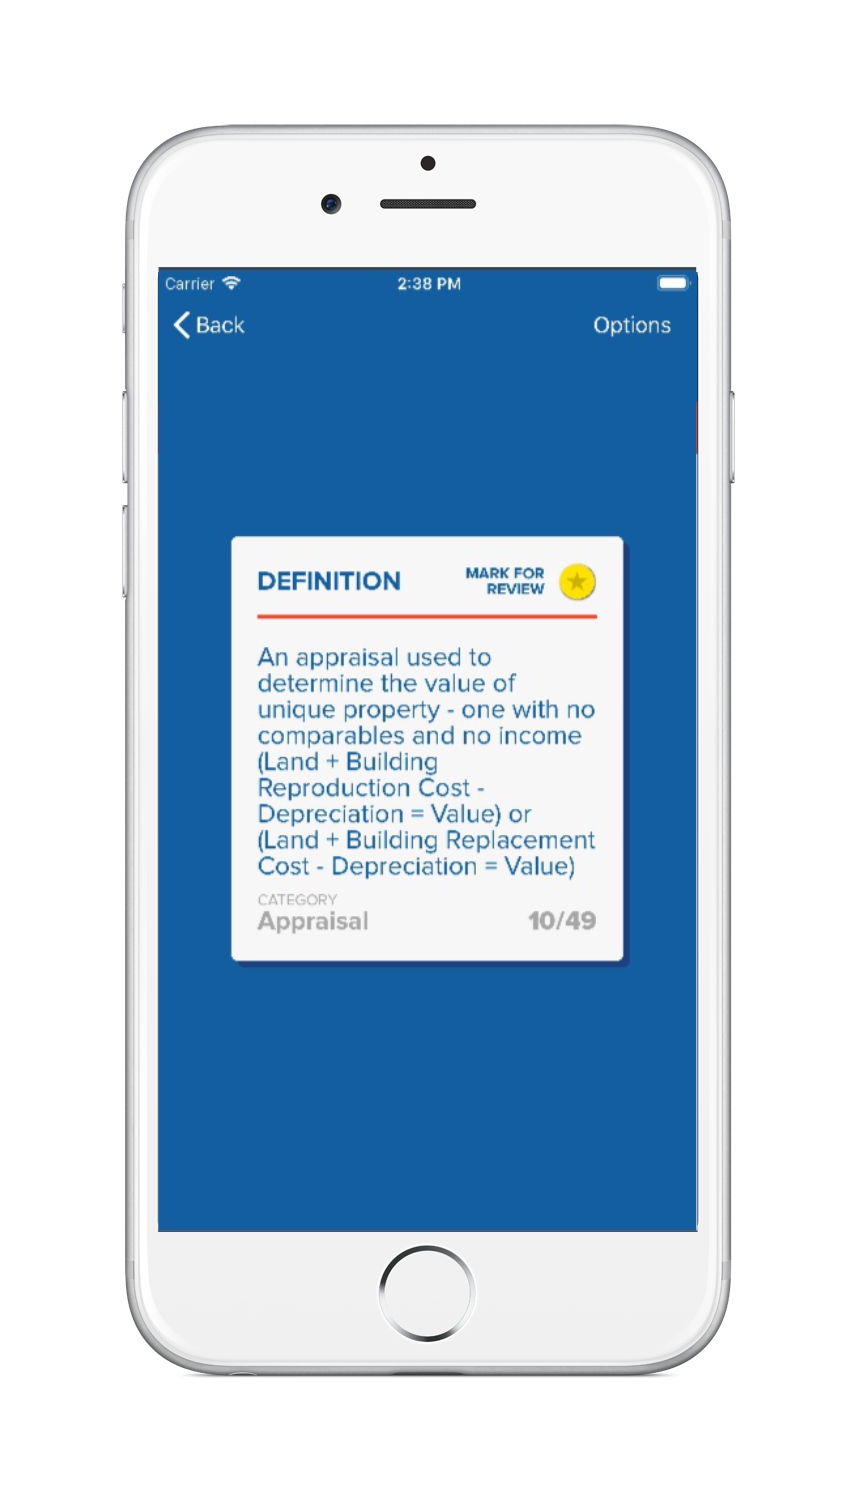 Carrier 2:38 PM
Back Options
DEFINITION MARK FOR
REVIEW
An appraisal used to
determine the value of
unique property - one with no
comparables and no income
(Land + Building
Reproduction Cost -
Depreciation = Value) or
(Land + Building Replacement
Cost - Depreciation = Value)
CATEGORY
Appraisal 10/49